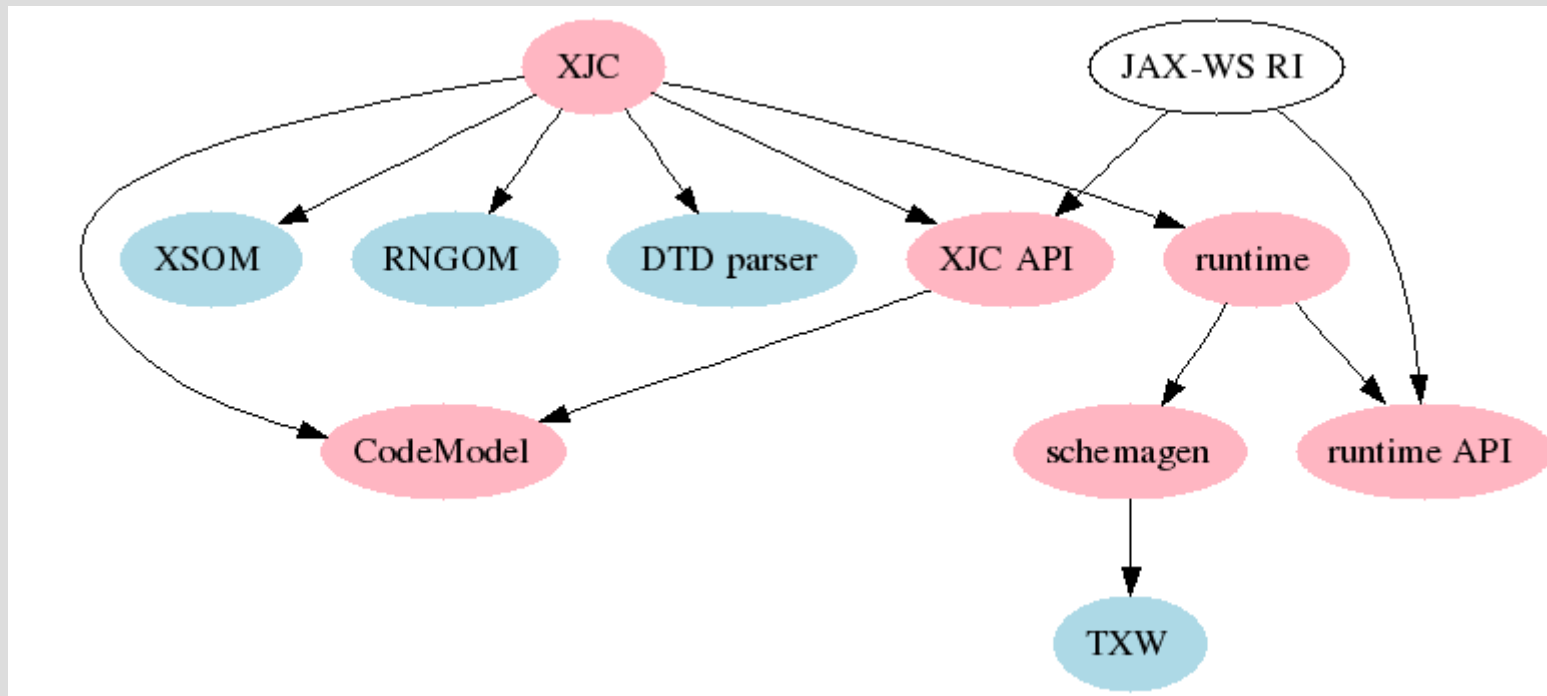 XJC
JAX-WS RI
XSOM
RNGOM
DTD parser
XJC API
runtime
CodeModel
schemagen
runtime API
TXW